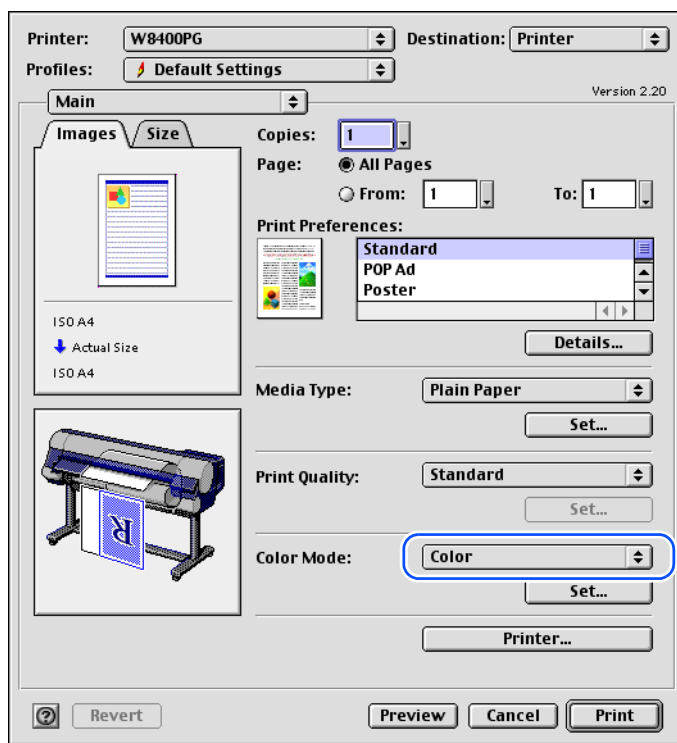 Printer: W8400PG Destination: Printer
Profiles: Default Settings
Version 2.20
Main
Images Size
Copies: 1
Page: All Pages
From: 1 To: 1
Print Preferences:
Standard
POP Ad
Poster
Details...
ISO A4
Actual Size
ISO A4
Media Type: Plain Paper
Set...
Print Quality: Standard
Set...
Color Mode: Color
Set...
Printer...
R
? Revert Preview Cancel Print